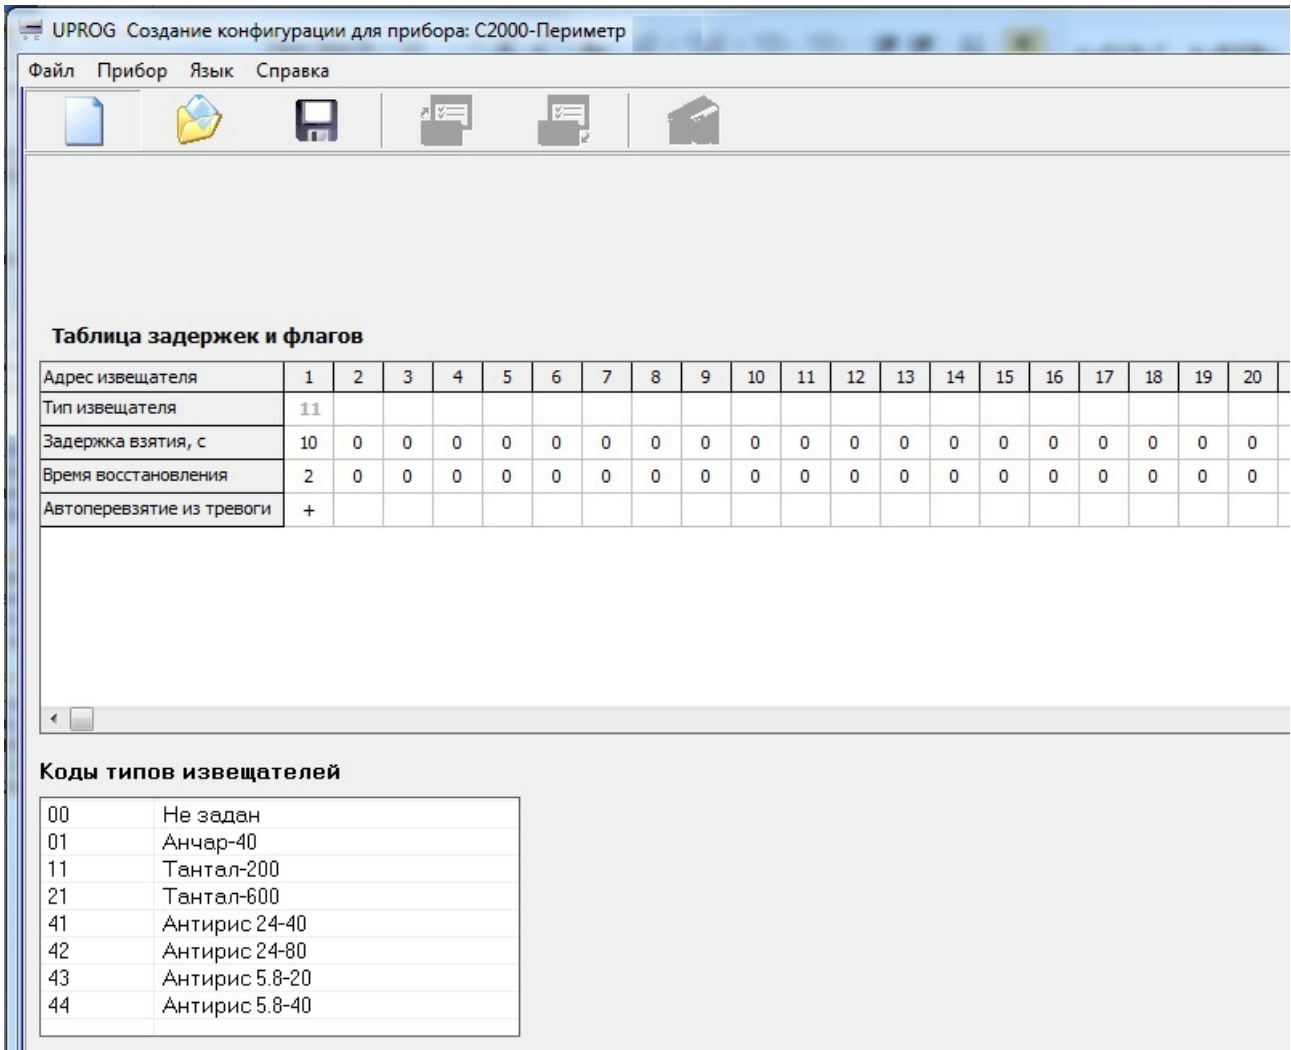 UPROG Создание конфигурации для прибора: С2000-Периметр
Файл Прибор Язык Справка
Таблица задержек и флагов
Адрес извещателя 1 2 3 4 5 6 7 8 9 10 11 12 13 14 15 16 17 18 19 20
Тип извещателя 11
Задержка взятия, с 10 0 0 0 0 0 0 0 0 0 0 0 0 0 0 0 0 0 0 0
Время восстановления 2 0 0 0 0 0 0 0 0 0 0 0 0 0 0 0 0 0 0 0
Автоперевзятие из тревоги +
Коды типов извещателей
00 Не задан
01 Анчар-40
11 Тантал-200
21 Тантал-600
41 Антирис 24-40
42 Антирис 24-80
43 Антирис 5.8-20
44 Антирис 5.8-40